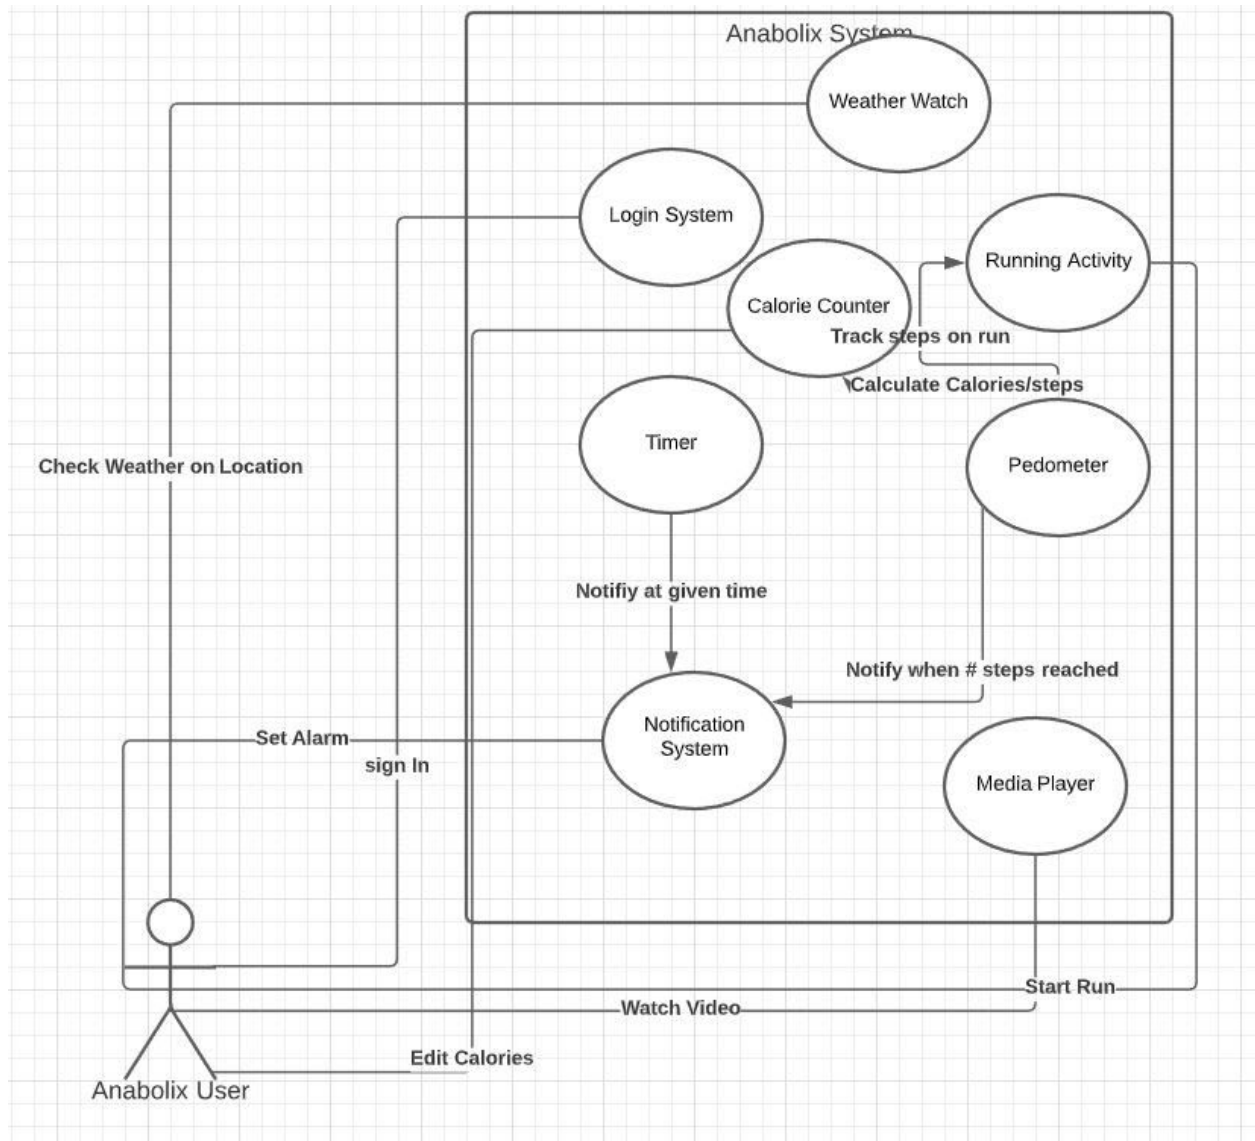 Anabolix System
Weather Watch
Login System
Running Activity
Calorie Counter
Track steps on run
Calculate Calories/steps
Timer
Pedometer
Check Weather on Location
Notifiy at given time
Notify when # steps reached
Notification
System
Set Alarm
sign In
Media Player
Start Run
Watch Video
Edit Calories
Anabolix User